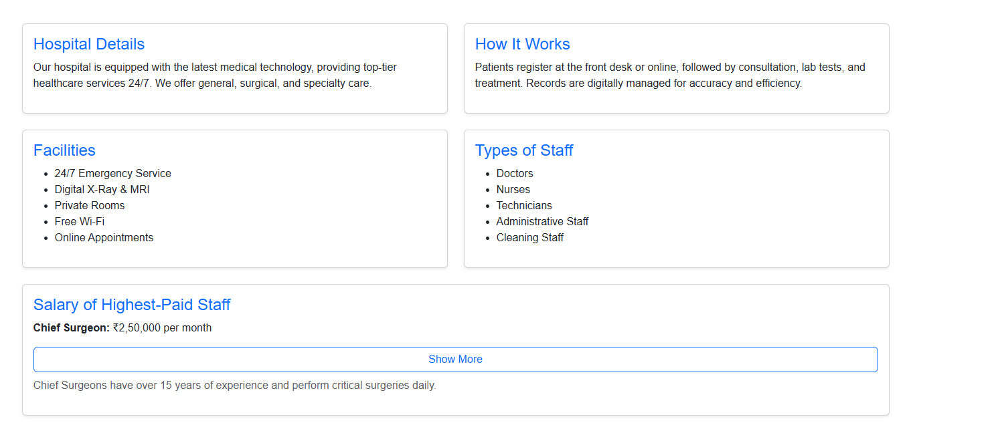 Hospital Details
Our hospital is equipped with the latest medical technology, providing top-tier
healthcare services 24/7. We offer general, surgical, and specialty care.
How It Works
Patients register at the front desk or online, followed by consultation, lab tests, and
treatment. Records are digitally managed for accuracy and efficiency.
Facilities
24/7 Emergency Service
Digital X-Ray & MRI
Private Rooms
Free Wi-Fi
Online Appointments
Types of Staff
Doctors
Nurses
Technicians
Administrative Staff
Cleaning Staff
Salary of Highest-Paid Staff
Chief Surgeon: ₹2,50,000 per month
Show More
Chief Surgeons have over 15 years of experience and perform critical surgeries daily.